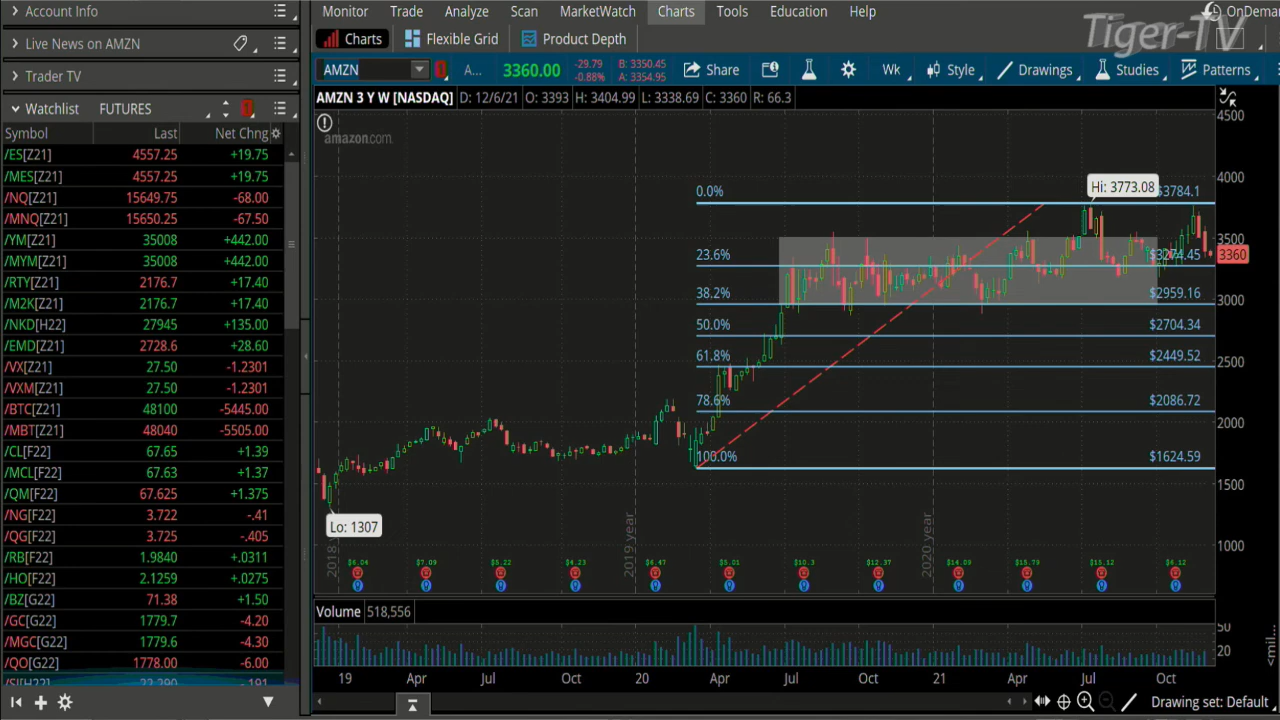 Account Info
Live News on AMZN
Trader TV
Watchlist FUTURES
Symbol Last Net Chng
/ES[Z21] 4557.25 +19.75
/MES[Z21] 4557.25 +19.75
/NQ[Z21] 15649.75 -68.00
/MNQ[Z21] 15650.25 -67.50
/YM[Z21] 35008 +442.00
/MYM[Z21] 35008 +442.00
/RTY[Z21] 2176.7 +17.40
/M2K[Z21] 2176.7 +17.40
/NKD[H22] 27945 +135.00
/EMD[Z21] 2728.6 +28.60
/VX[Z21] 27.50 -1.2301
/VXM[Z21] 27.50 -1.2301
/BTC[Z21] 48100 -5445.00
/MBT[Z21] 48040 -5505.00
/CL[F22] 67.65 +1.39
/MCL[F22] 67.63 +1.37
/QM[F22] 67.625 +1.375
/NG[F22] 3.722 -.41
/QG[F22] 3.725 -.405
/RB[F22] 1.9840 +.0311
/HO[F22] 2.1259 +.0275
/BZ[G22] 71.38 +1.50
/GC[G22] 1779.7 -4.20
/MGC[G22] 1779.6 -4.30
/QO[G22] 1778.00 -6.00
Monitor Trade Analyze Scan MarketWatch Charts Tools Education Help
OnDeman
Tiger-TV
Charts Flexible Grid Product Depth
AMZN 1 A... 3360.00 -29.79 -0.88% B: 3350.45 A: 3354.95 Share Wk Style Drawings Studies Patterns
AMZN 3 Y W [NASDAQ] D: 12/6/21 O: 3393 H: 3404.99 L: 3338.69 C: 3360 R: 66.3
amazon.com
4500
4000
3500
3360
3000
2500
2000
1500
1000
Hi: 3773.08
Lo: 1307
0.0% $3784.1
23.6% $3274.45
38.2% $2959.16
50.0% $2704.34
61.8% $2449.52
78.6% $2086.72
100.0% $1624.59
2018 y
2019 year
2020 year
$6.04 $7.09 $5.22 $4.23 $6.47 $5.01 $10.3 $12.37 $14.09 $15.79 $15.12 $6.12
Volume 518,556
50
20
<mil...
19 Apr Jul Oct 20 Apr Jul Oct 21 Apr Jul Oct
Drawing set: Default